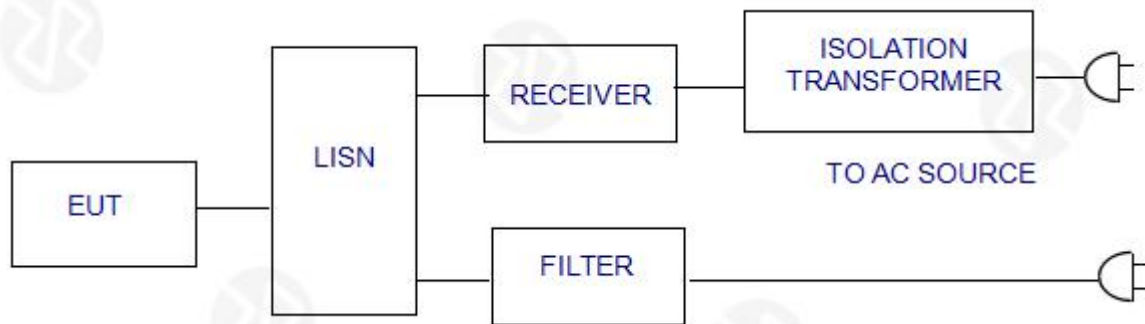 ISOLATION
TRANSFORMER
RECEIVER
LISN
TO AC SOURCE
EUT
FILTER